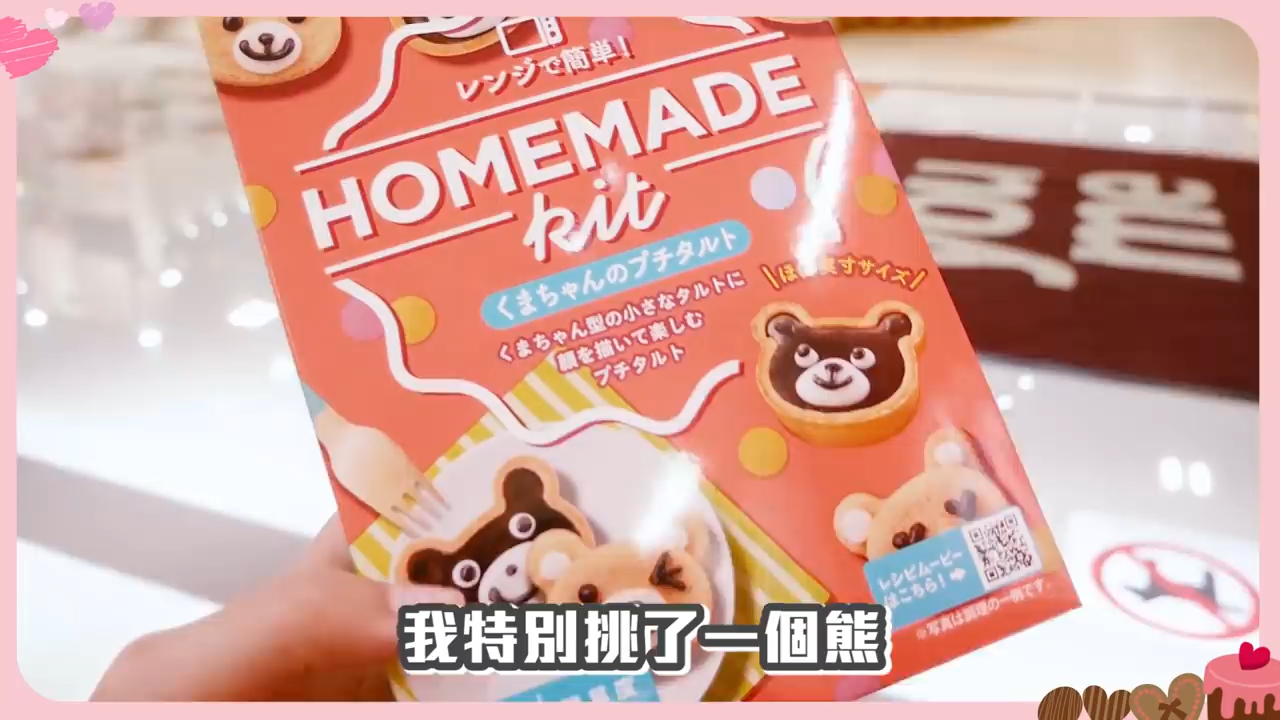 レンジで簡単!
HOMEMADE
kit
くまちゃんのプチタルト
くまちゃん型の小さなタルトに
顔を描いて楽しむ
プチタルト
サイズ
レシピムービー
はこちら!➡
※写真は調理の一例です。
我特別挑了一個熊